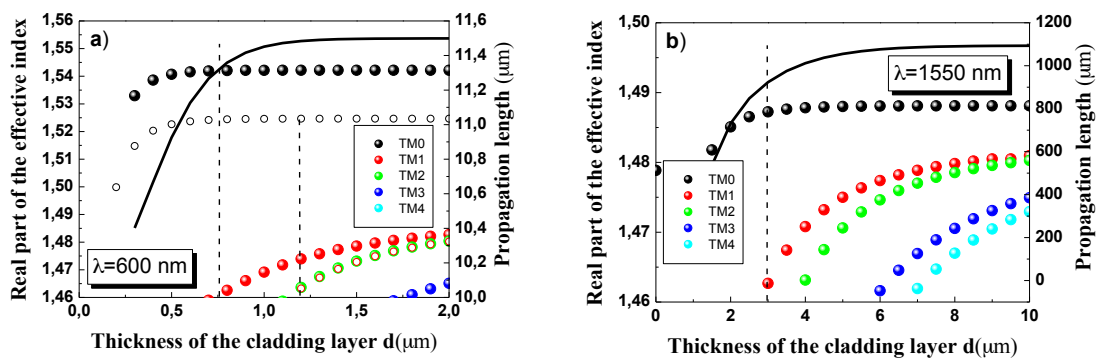 a)
Real part of the effective index
1,56
1,55
1,54
1,53
1,52
1,51
1,50
1,49
1,48
1,47
1,46
0,0 0,5 1,0 1,5 2,0
Thickness of the cladding layer d(μm)
11,6
11,4
11,2
11,0
10,8
10,6
10,4
10,2
10,0
Propagation length (μm)
TM0
TM1
TM2
TM3
TM4
λ=600 nm
b)
Real part of the effective index
1,50
1,49
1,48
1,47
1,46
0 2 4 6 8 10
Thickness of the cladding layer d(μm)
1200
1000
800
600
400
200
0
Propagation length (μm)
λ=1550 nm
TM0
TM1
TM2
TM3
TM4